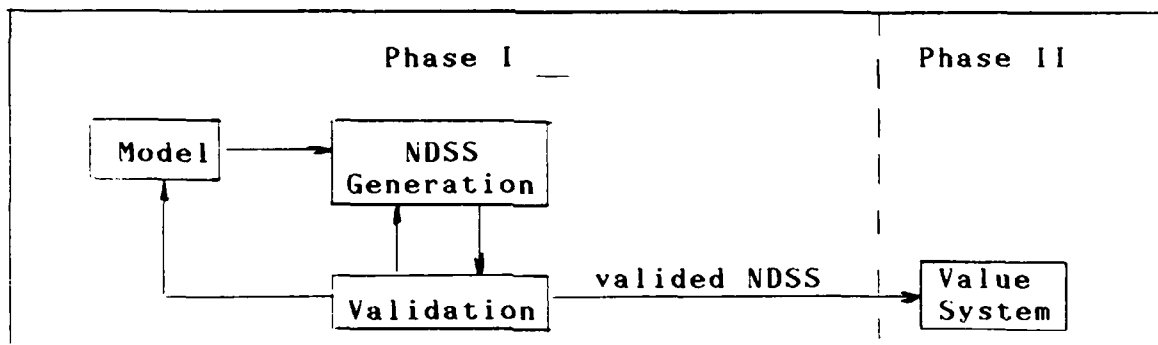 Phase I
Phase II
Model
NDSS
Generation
valided NDSS
Validation
Value
System